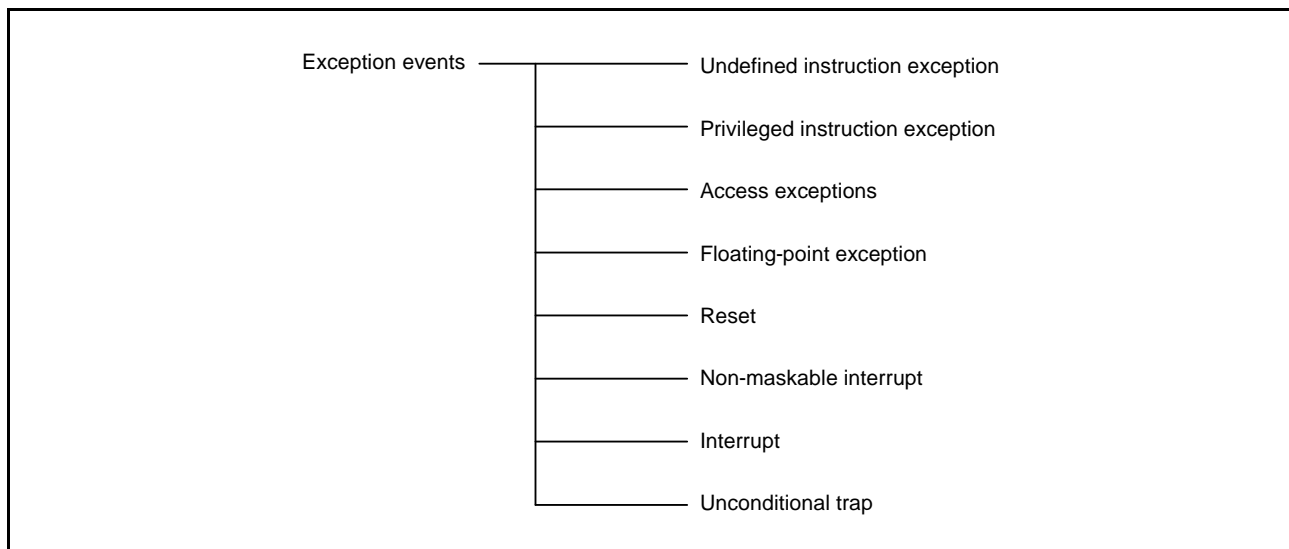 Exception events
Undefined instruction exception
Privileged instruction exception
Access exceptions
Floating-point exception
Reset
Non-maskable interrupt
Interrupt
Unconditional trap